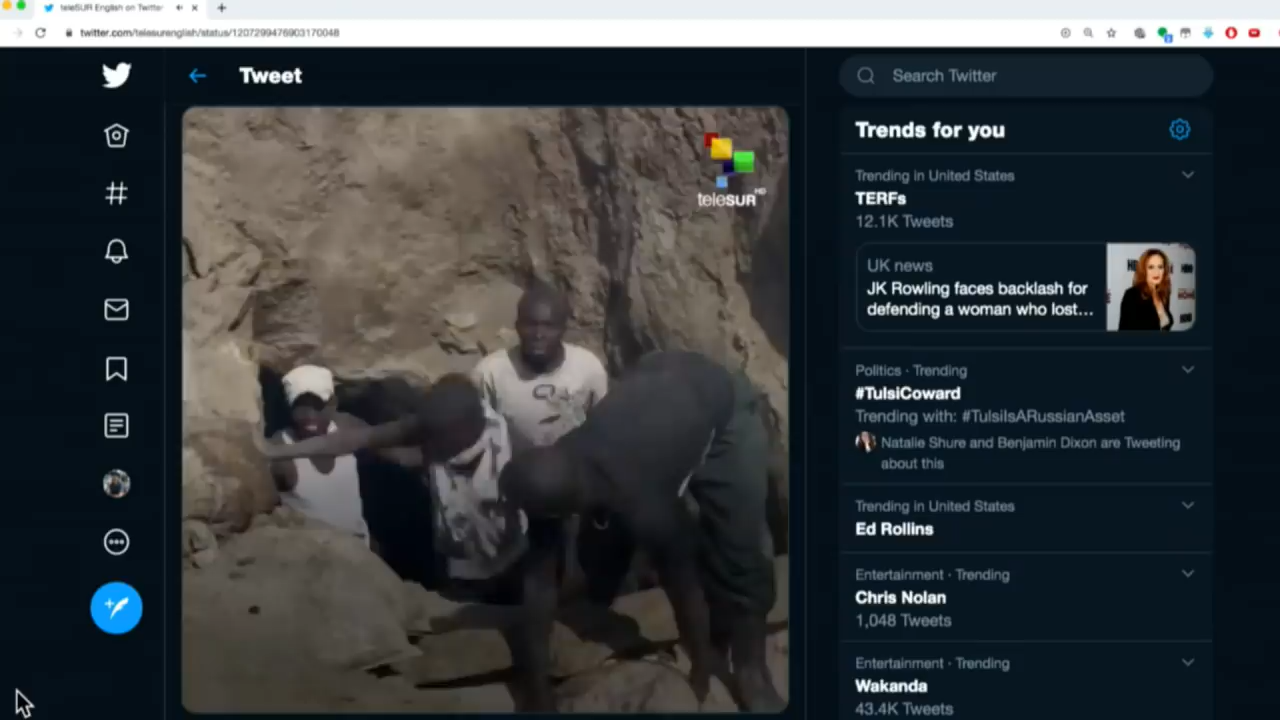 teleSUR English on Twitter
twitter.com/telesurenglish/status/1207299476903170048
Tweet
Search Twitter
teleSUR HD
Trends for you
Trending in United States
TERFs
12.1K Tweets
UK news
JK Rowling faces backlash for
defending a woman who lost...
Politics · Trending
#TulsiCoward
Trending with: #TulsiIsARussianAsset
Natalie Shure and Benjamin Dixon are Tweeting
about this
Trending in United States
Ed Rollins
Entertainment · Trending
Chris Nolan
1,048 Tweets
Entertainment · Trending
Wakanda
43.4K Tweets